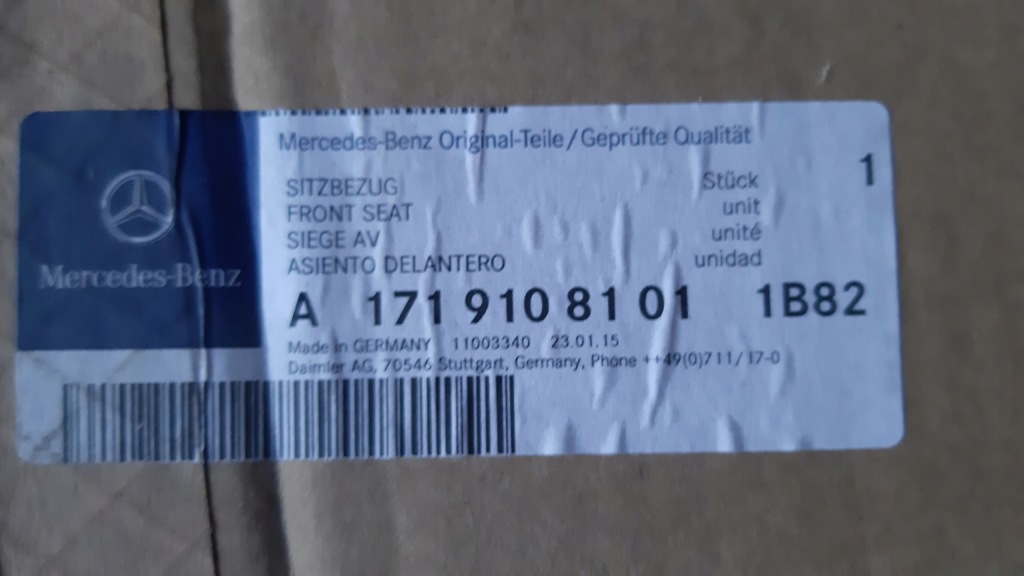 Mercedes-Benz
Mercedes-Benz Original-Teile/Geprüfte Qualität
SITZBEZUG Stück 1
FRONT SEAT unit
SIEGE AV unité
ASIENTO DELANTERO unidad
A 171 910 81 01 1B82
Made in GERMANY 11003340 23.01.15
Daimler AG, 70546 Stuttgart, Germany, Phone ++49(0)711/17-0